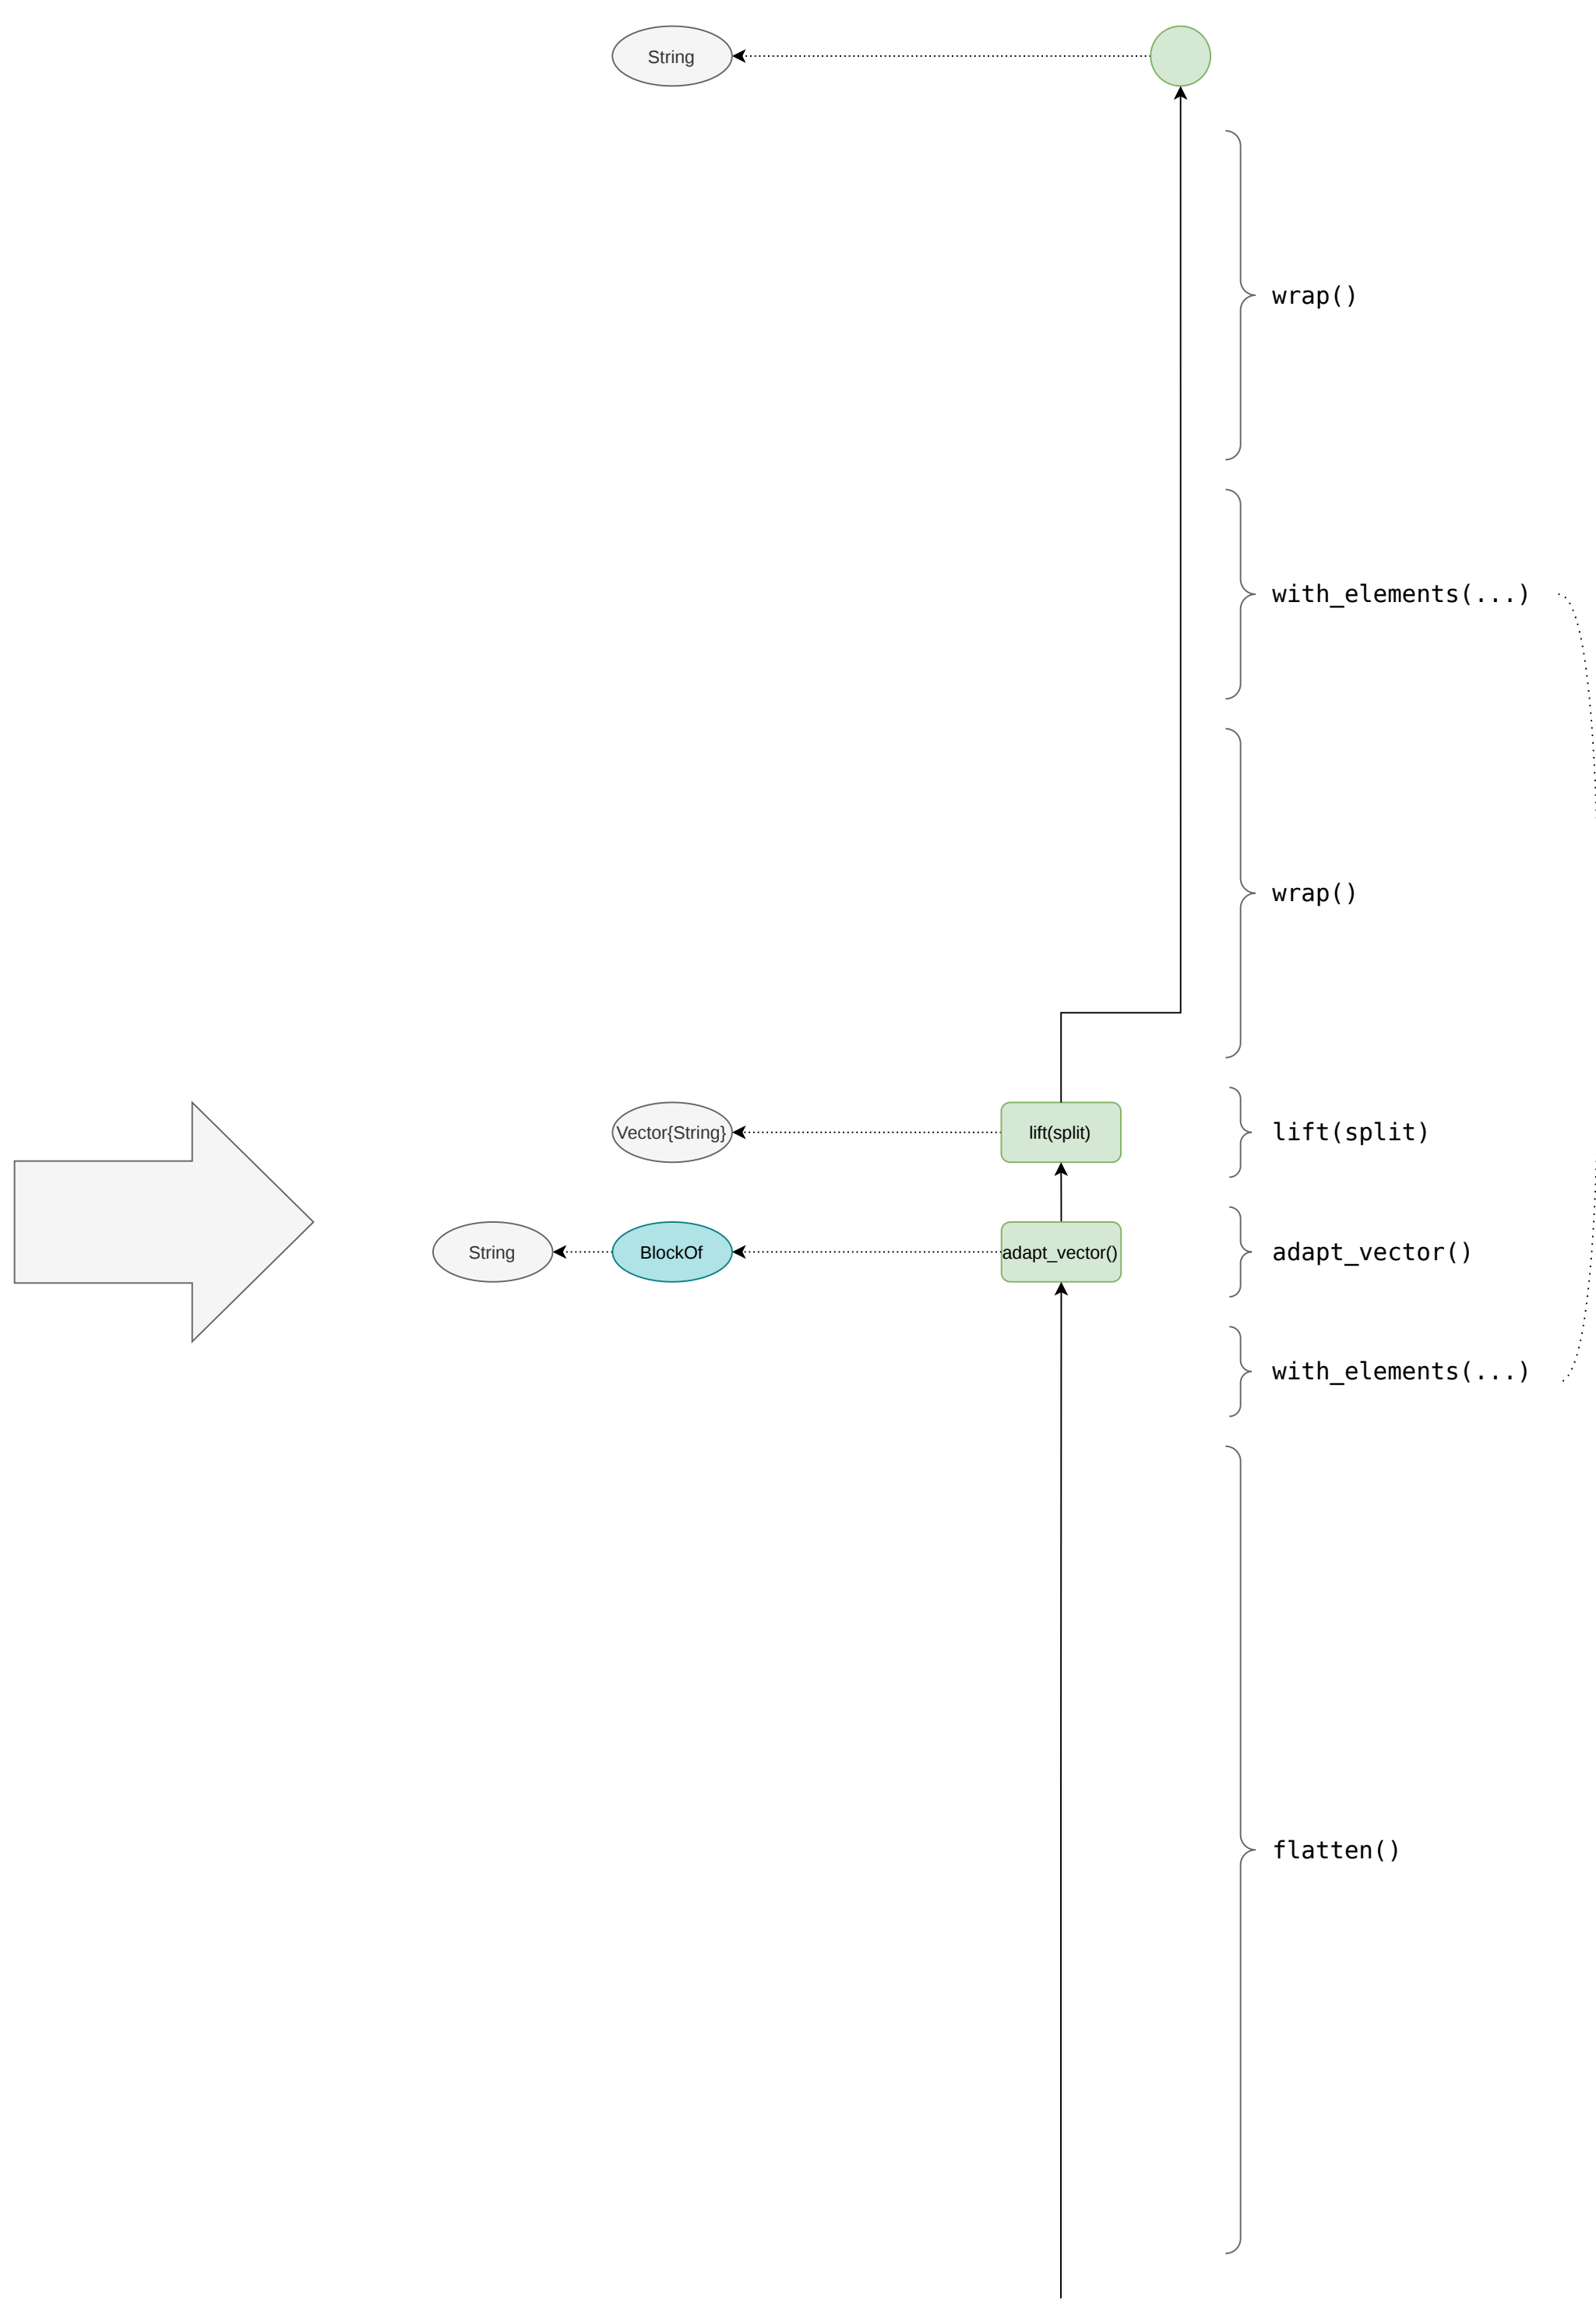 String
wrap()
with_elements(...)
wrap()
Vector{String}
lift(split)
lift(split)
String
BlockOf
adapt_vector()
adapt_vector()
with_elements(...)
flatten()